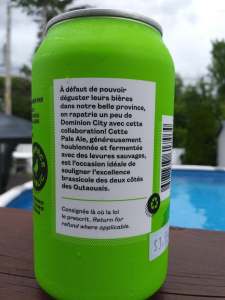 À défaut de pouvoir
déguster leurs bières
dans notre belle province,
on rapatrie un peu de
Dominion City avec cette
collaboration! Cette
Pale Ale, généreusement
houblonnée et fermentée
avec des levures sauvages,
est l'occasion idéale de
souligner l'excellence
brassicole des deux côtés
des Outaouais.
Consignée là où la loi
le prescrit. Return for
refund where applicable.